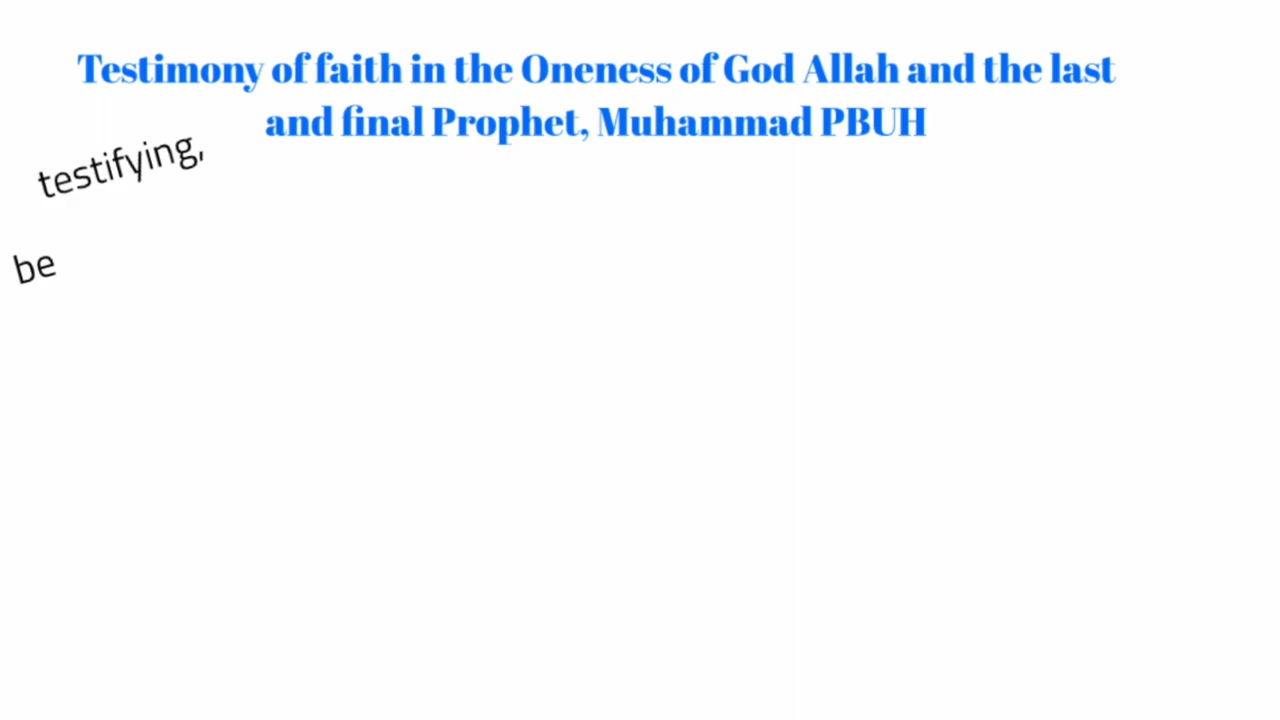 Testimony of faith in the Oneness of God Allah and the last
and final Prophet, Muhammad PBUH
testifying,
be